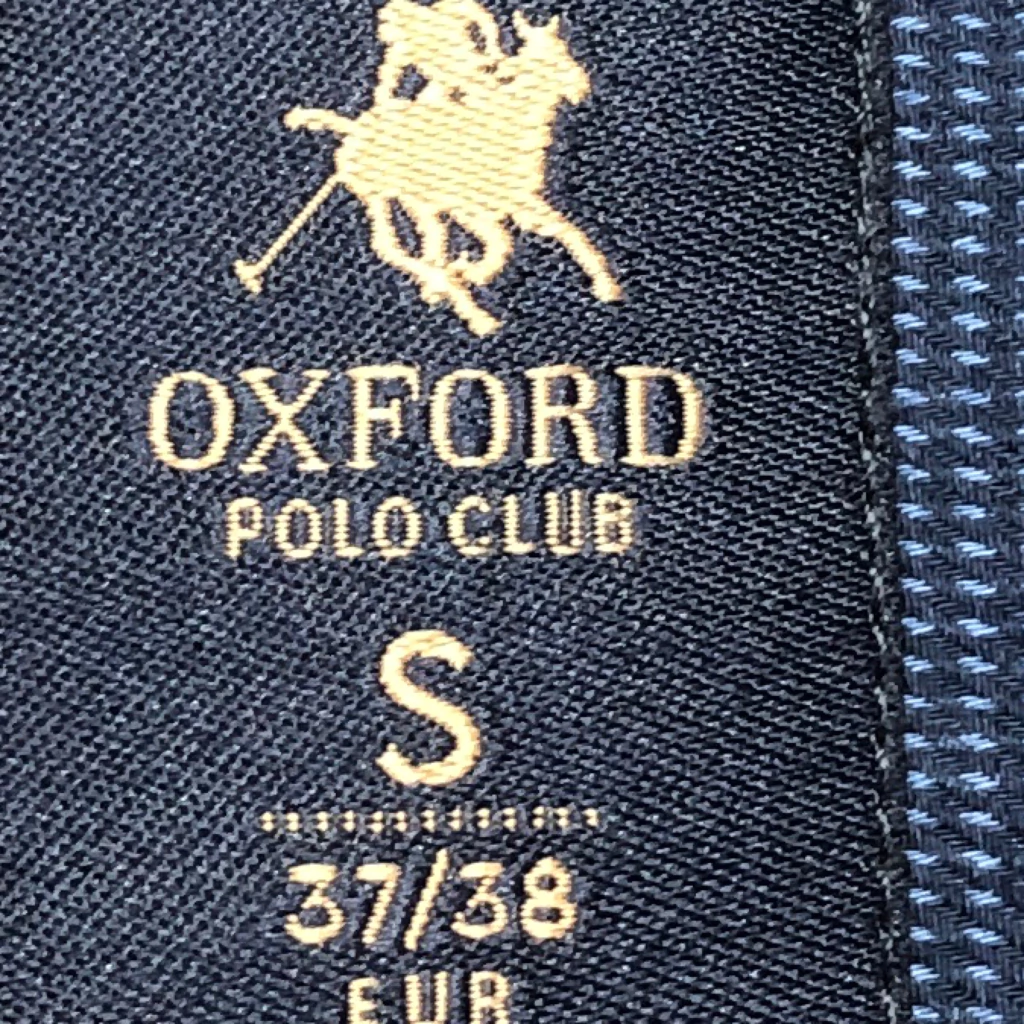 OXFORD
POLO CLUB
S
37/38
EUR